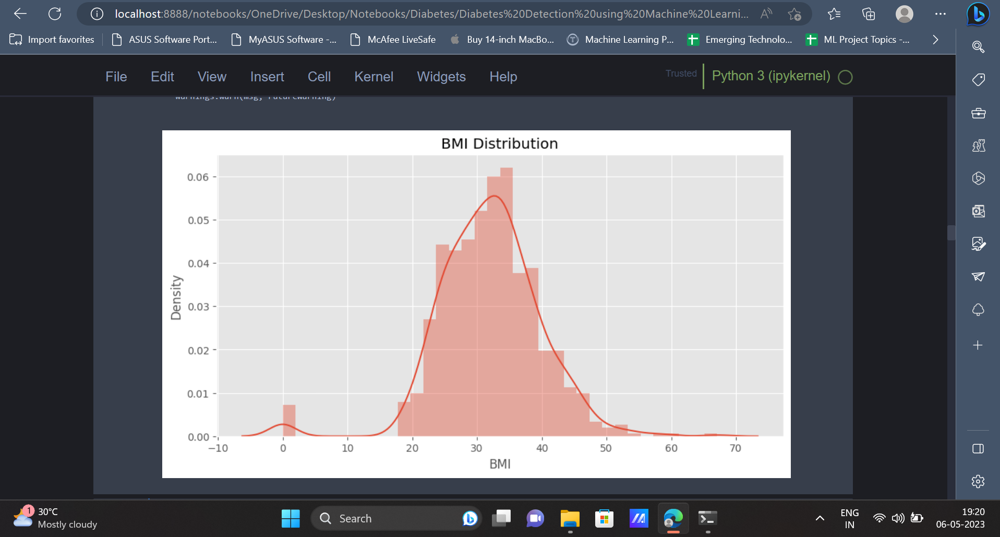 localhost:8888/notebooks/OneDrive/Desktop/Notebooks/Diabetes/Diabetes%20Detection%20using%20Machine%20Learni...
Import favorites
ASUS Software Port...
MyASUS Software -...
McAfee LiveSafe
Buy 14-inch MacBo...
Machine Learning P...
Emerging Technolo...
ML Project Topics -...
File Edit View Insert Cell Kernel Widgets Help
Trusted
Python 3 (ipykernel)
warnings.warn(msg, FutureWarning)
BMI Distribution
0.06
0.05
0.04
0.03
0.02
0.01
0.00
Density
−10 0 10 20 30 40 50 60 70
BMI
1
30°C
Mostly cloudy
Search
ENG
IN
19:20
06-05-2023